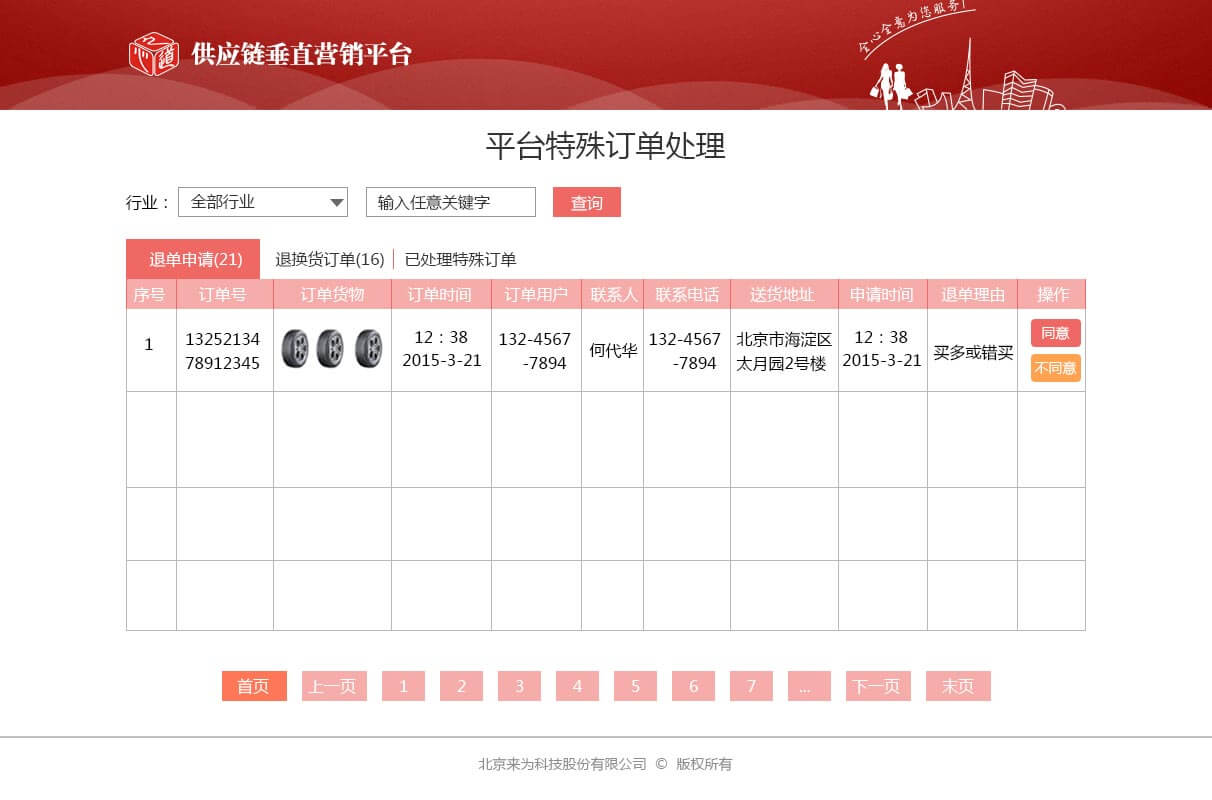 全心全意为您服务!
供应链垂直营销平台
平台特殊订单处理
行业: 全部行业 输入任意关键字 查询
退单申请(21) 退换货订单(16) 已处理特殊订单
序号 订单号 订单货物 订单时间 订单用户 联系人 联系电话 送货地址 申请时间 退单理由 操作
1 13252134 12:38 132-4567 何代华 132-4567 北京市海淀区 12:38 买多或错买 同意
78912345 2015-3-21 -7894 -7894 太月园2号楼 2015-3-21 不同意
首页 上一页 1 2 3 4 5 6 7 ... 下一页 末页
北京来为科技股份有限公司 © 版权所有